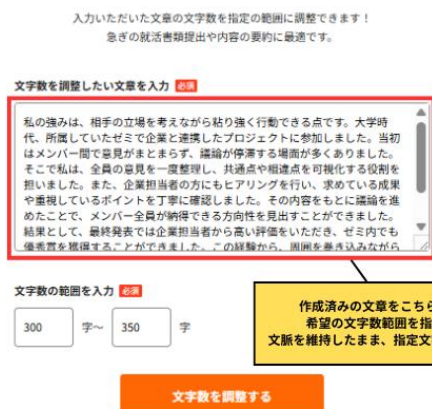 入力いただいた文章の文字数を指定の範囲に調整できます！
急ぎの就活書類提出や内容の要約に最適です。
文字数を調整したい文章を入力 必須
私の強みは、相手の立場を考えながら粘り強く行動できる点です。大学時
代、所属していたゼミで企業と連携したプロジェクトに参加しました。当初
はメンバー間で意見がまとまらず、議論が停滞する場面が多くありました。
そこで私は、全員の意見を一度整理し、共通点や相違点を可視化する役割を
担いました。また、企業担当者の方にもヒアリングを行い、求めている成果
や重視しているポイントを丁寧に確認しました。その内容をもとに議論を進
めたことで、メンバー全員が納得できる方向性を見出すことができました。
結果として、最終発表では企業担当者から高い評価をいただき、ゼミ内でも
優秀賞を獲得することができました。この経験から、周囲を巻き込みながら
文字数の範囲を入力 必須
300 字〜 350 字
作成済みの文章をこち
希望の文字数範囲を指
文脈を維持したまま、指定文
文字数を調整する